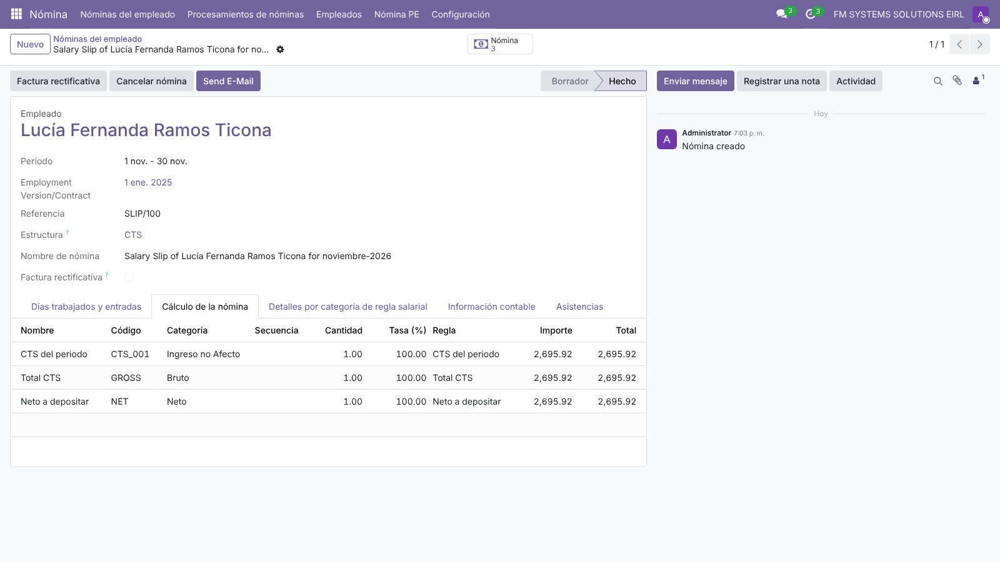 Nómina
Nóminas del empleado
Procesamientos de nóminas
Empleados
Nómina PE
Configuración
3
3
FM SYSTEMS SOLUTIONS EIRL
A
Nuevo
Nóminas del empleado
Salary Slip of Lucía Fernanda Ramos Ticona for no...
Nómina
3
1 / 1
Factura rectificativa
Cancelar nómina
Send E-Mail
Borrador
Hecho
Enviar mensaje
Registrar una nota
Actividad
1
Empleado
Lucía Fernanda Ramos Ticona
Período 1 nov. - 30 nov.
Employment Version/Contract 1 ene. 2025
Referencia SLIP/100
Estructura ? CTS
Nombre de nómina Salary Slip of Lucía Fernanda Ramos Ticona for noviembre-2026
Factura rectificativa ?
Días trabajados y entradas
Cálculo de la nómina
Detalles por categoría de regla salarial
Información contable
Asistencias
Nombre Código Categoría Secuencia Cantidad Tasa (%) Regla Importe Total
CTS del periodo CTS_001 Ingreso no Afecto 1.00 100.00 CTS del periodo 2,695.92 2,695.92
Total CTS GROSS Bruto 1.00 100.00 Total CTS 2,695.92 2,695.92
Neto a depositar NET Neto 1.00 100.00 Neto a depositar 2,695.92 2,695.92
Hoy
A
Administrator 7:03 p. m.
Nómina creado